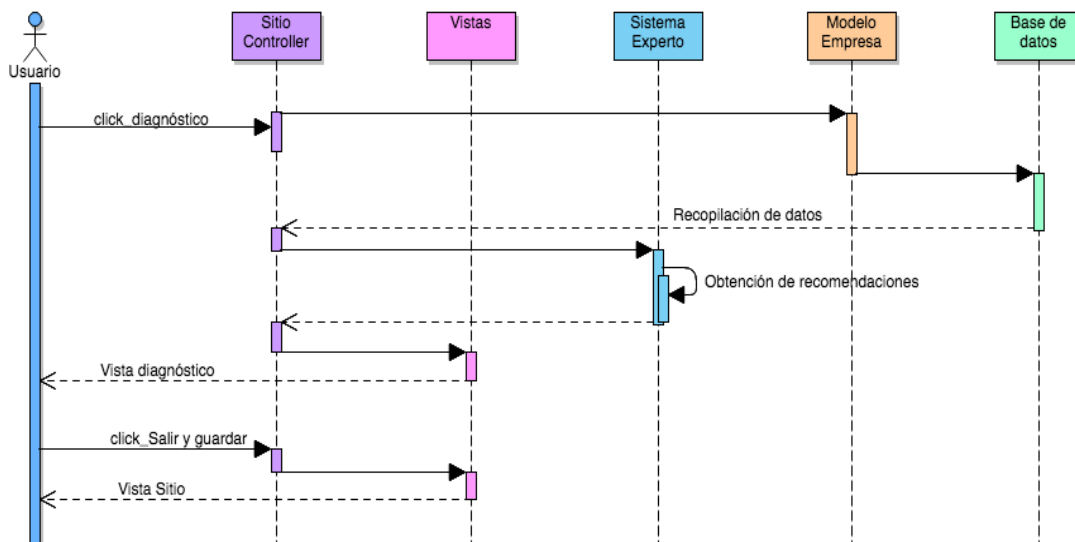 Sitio
Controller
Vistas
Sistema
Experto
Modelo
Empresa
Base de
datos
Usuario
click_diagnóstico
Recopilación de datos
Obtención de recomendaciones
Vista diagnóstico
click_Salir y guardar
Vista Sitio